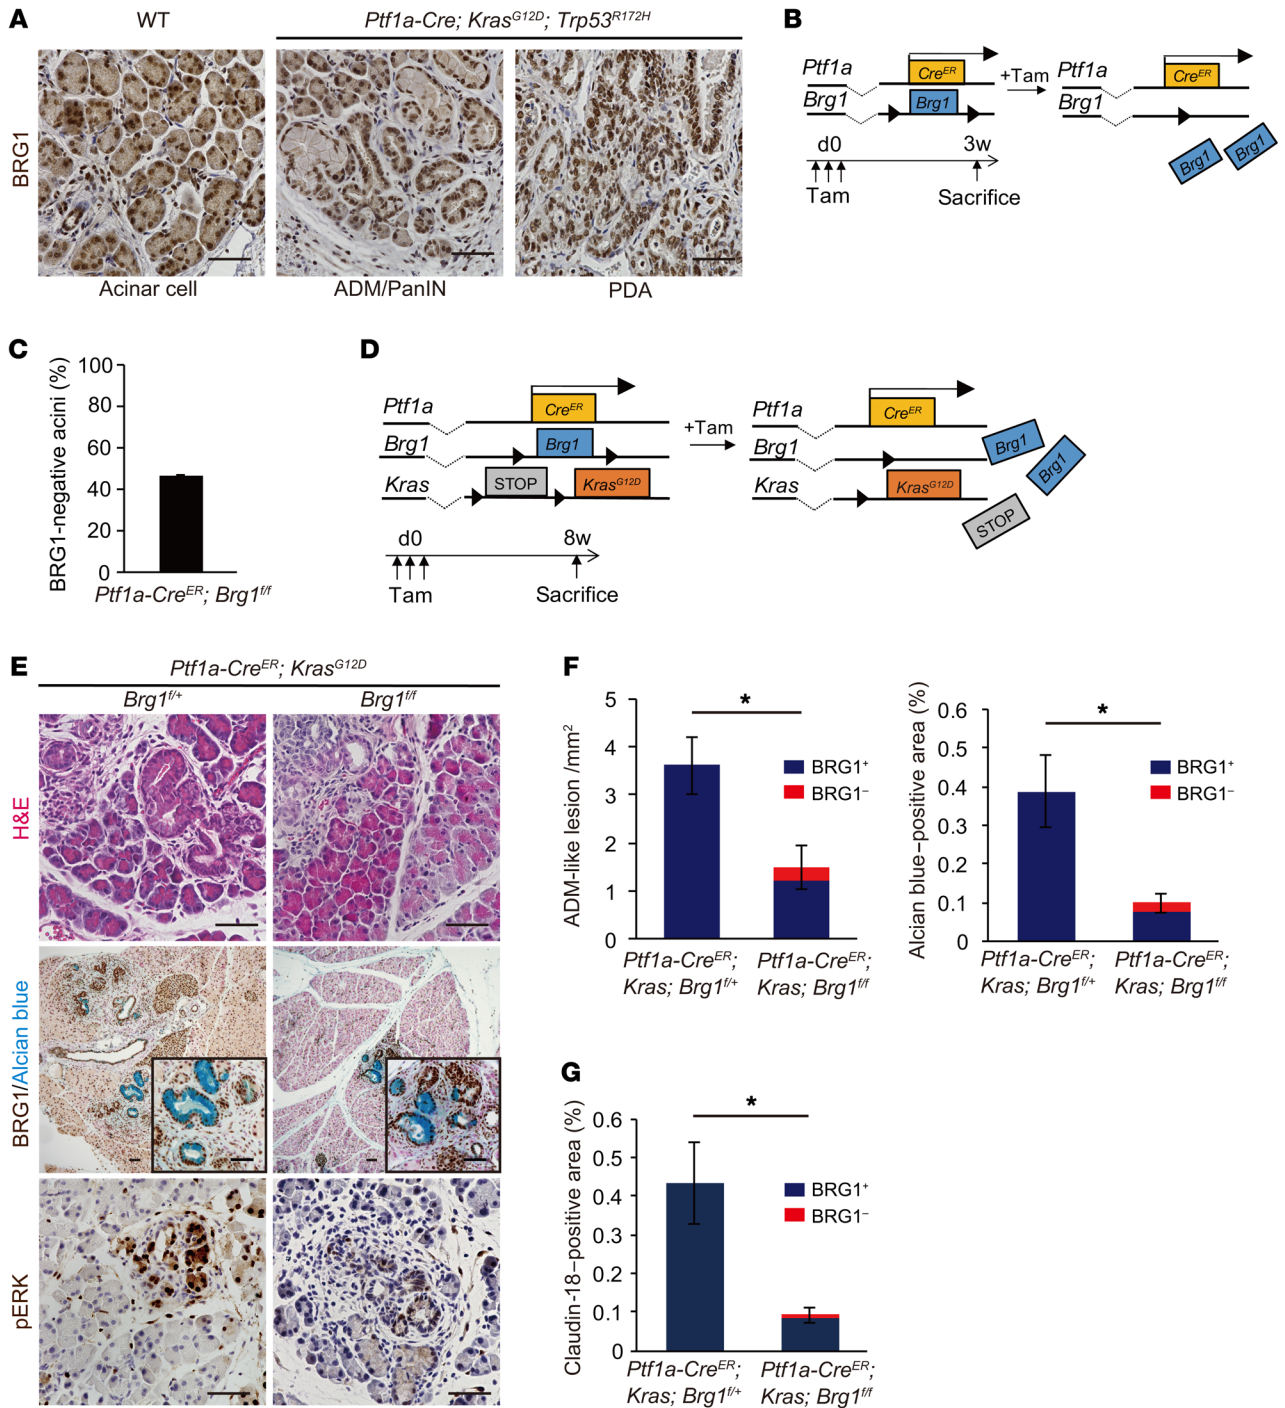 A
WT
Ptf1a-Cre; KrasG12D; Trp53R172H
BRG1
Acinar cell
ADM/PanIN
PDA
B
Ptf1a
CreER
Brg1
Brg1
+Tam
Ptf1a
CreER
Brg1
Brg1
Brg1
d0
3w
Tam
Sacrifice
C
BRG1-negative acini (%)
100
80
60
40
20
0
Ptf1a-CreER; Brg1f/f
D
Ptf1a
CreER
Brg1
Brg1
Kras
STOP
KrasG12D
+Tam
Ptf1a
CreER
Brg1
Kras
KrasG12D
Brg1
Brg1
STOP
d0
8w
Tam
Sacrifice
E
Ptf1a-CreER; KrasG12D
Brg1f/+
Brg1f/f
H&E
BRG1/Alcian blue
pERK
F
ADM-like lesion /mm2
5
4
3
2
1
0
*
BRG1+
BRG1−
Ptf1a-CreER;
Kras; Brg1f/+
Ptf1a-CreER;
Kras; Brg1f/f
Alcian blue–positive area (%)
0.6
0.5
0.4
0.3
0.2
0.1
0
*
BRG1+
BRG1−
Ptf1a-CreER;
Kras; Brg1f/+
Ptf1a-CreER;
Kras; Brg1f/f
G
Claudin-18–positive area (%)
0.6
0.5
0.4
0.3
0.2
0.1
0
*
BRG1+
BRG1−
Ptf1a-CreER;
Kras; Brg1f/+
Ptf1a-CreER;
Kras; Brg1f/f